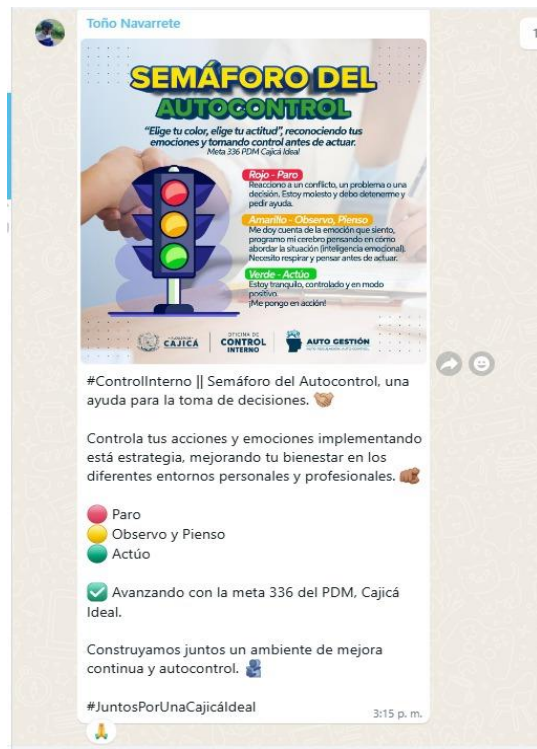 Toño Navarrete
1
SEMÁFORO DEL
AUTOCONTROL
"Elige tu color, elige tu actitud", reconociendo tus
emociones y tomando control antes de actuar.
Meta 336 PDM Cajicá Ideal
Rojo - Paro
Reacciono a un conflicto, un problema o una
decisión. Estoy molesto y debo detenerme y
pedir ayuda.
Amarillo - Observo, Pienso
Me doy cuenta de la emoción que siento,
programo mi cerebro pensando en cómo
abordar la situación (inteligencia emocional).
Necesito respirar y pensar antes de actuar.
Verde - Actúo
Estoy tranquilo, controlado y en modo
positivo.
¡Me pongo en acción!
CAJICÁ
OFICINA DE
CONTROL
INTERNO
AUTO GESTIÓN
#ControlInterno || Semáforo del Autocontrol, una
ayuda para la toma de decisiones.
Controla tus acciones y emociones implementando
está estrategia, mejorando tu bienestar en los
diferentes entornos personales y profesionales.
Paro
Observo y Pienso
Actúo
Avanzando con la meta 336 del PDM, Cajicá
Ideal.
Construyamos juntos un ambiente de mejora
continua y autocontrol.
#JuntosPorUnaCajicáIdeal
3:15 p. m.